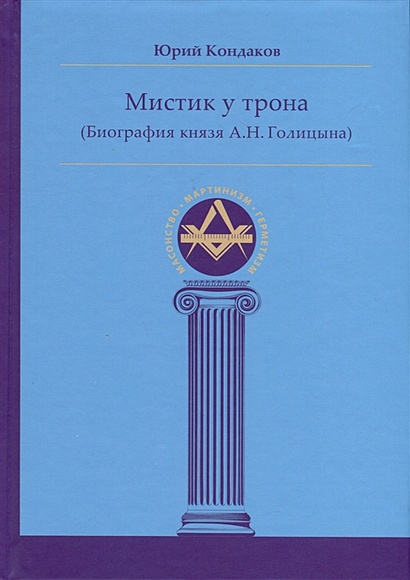 Юрий Кондаков
Мистик у трона
(Биография князя А.Н. Голицына)
МАСОНСТВО • МАРТИНИЗМ • ГЕРМЕТИЗМ